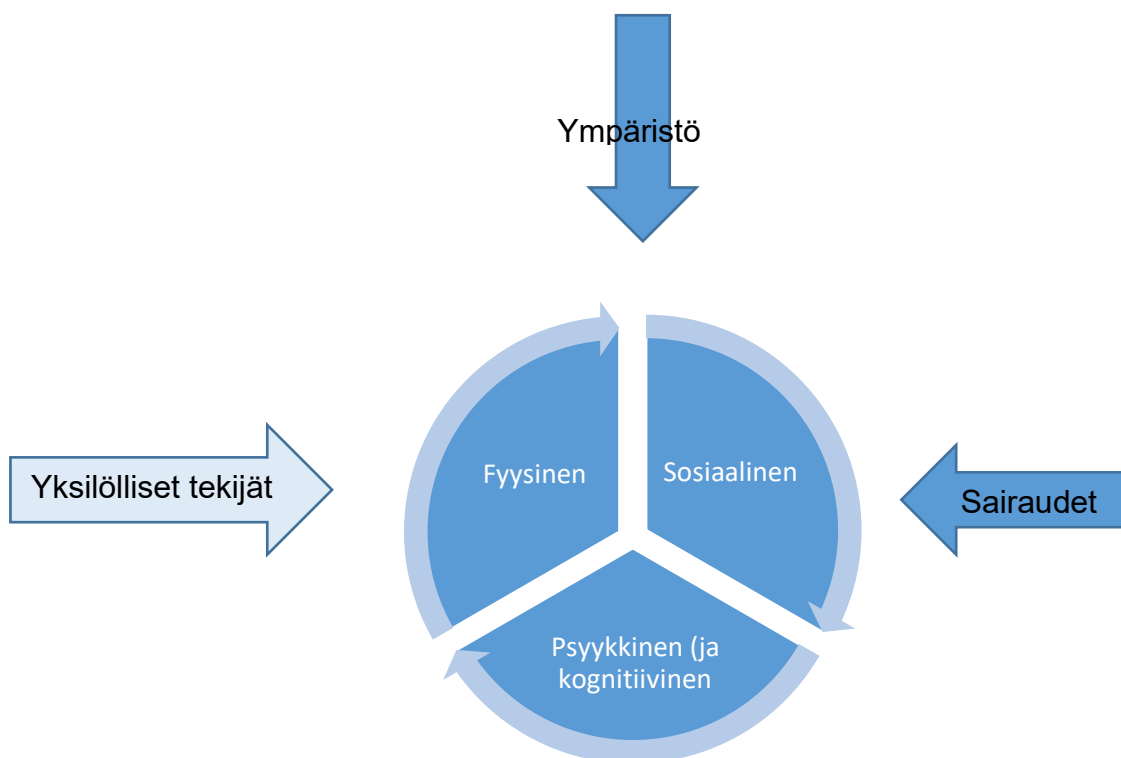 Ympäristö
Fyysinen
Sosiaalinen
Yksilölliset tekijät
Sairaudet
Psyykkinen (ja
kognitiivinen